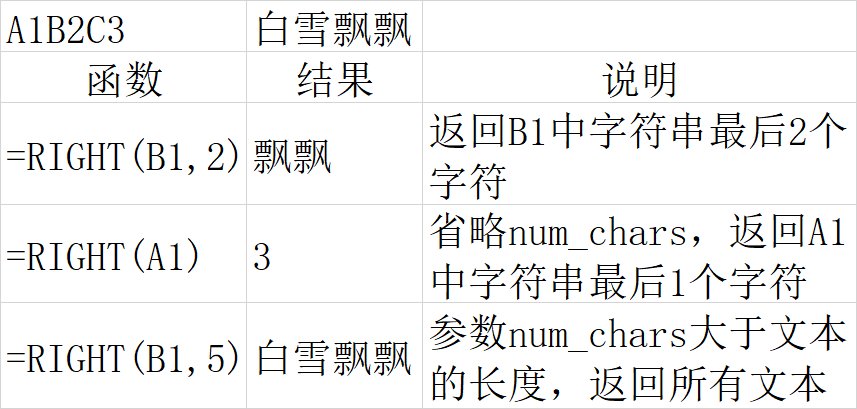 A1B2C3 白雪飘飘
函数 结果 说明
=RIGHT(B1,2) 飘飘 返回B1中字符串最后2个
字符
=RIGHT(A1) 3 省略num_chars，返回A1
中字符串最后1个字符
=RIGHT(B1,5) 白雪飘飘 参数num_chars大于文本
的长度，返回所有文本